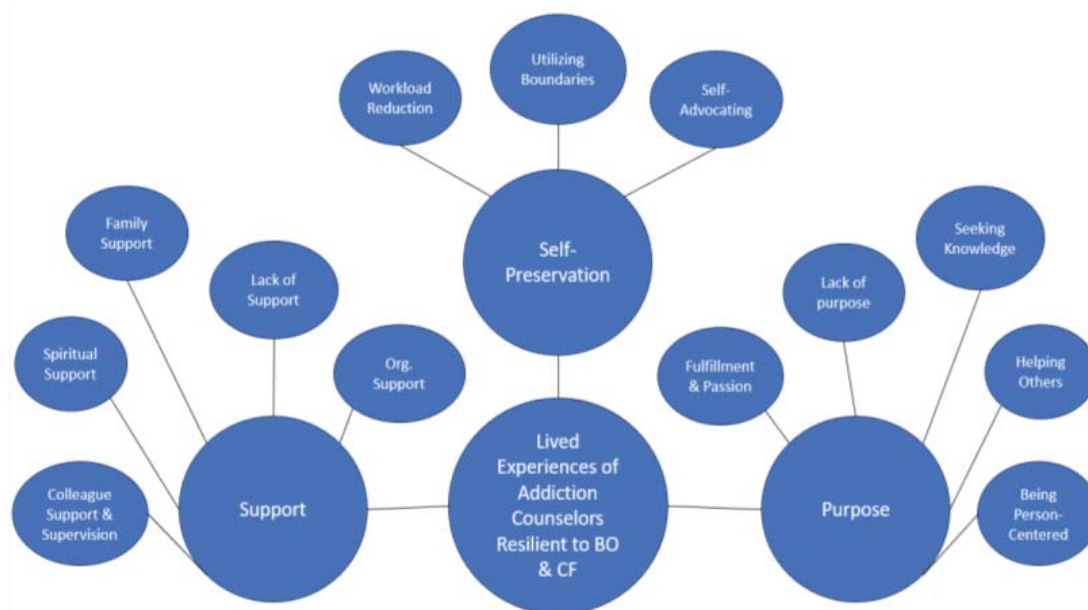 Utilizing
Boundaries
Workload
Reduction
Self-
Advocating
Family
Support
Lack of
Support
Self-
Preservation
Lack of
purpose
Seeking
Knowledge
Spiritual
Support
Org.
Support
Fulfillment
& Passion
Helping
Others
Colleague
Support &
Supervision
Support
Lived
Experiences of
Addiction
Counselors
Resilient to BO
& CF
Purpose
Being
Person-
Centered